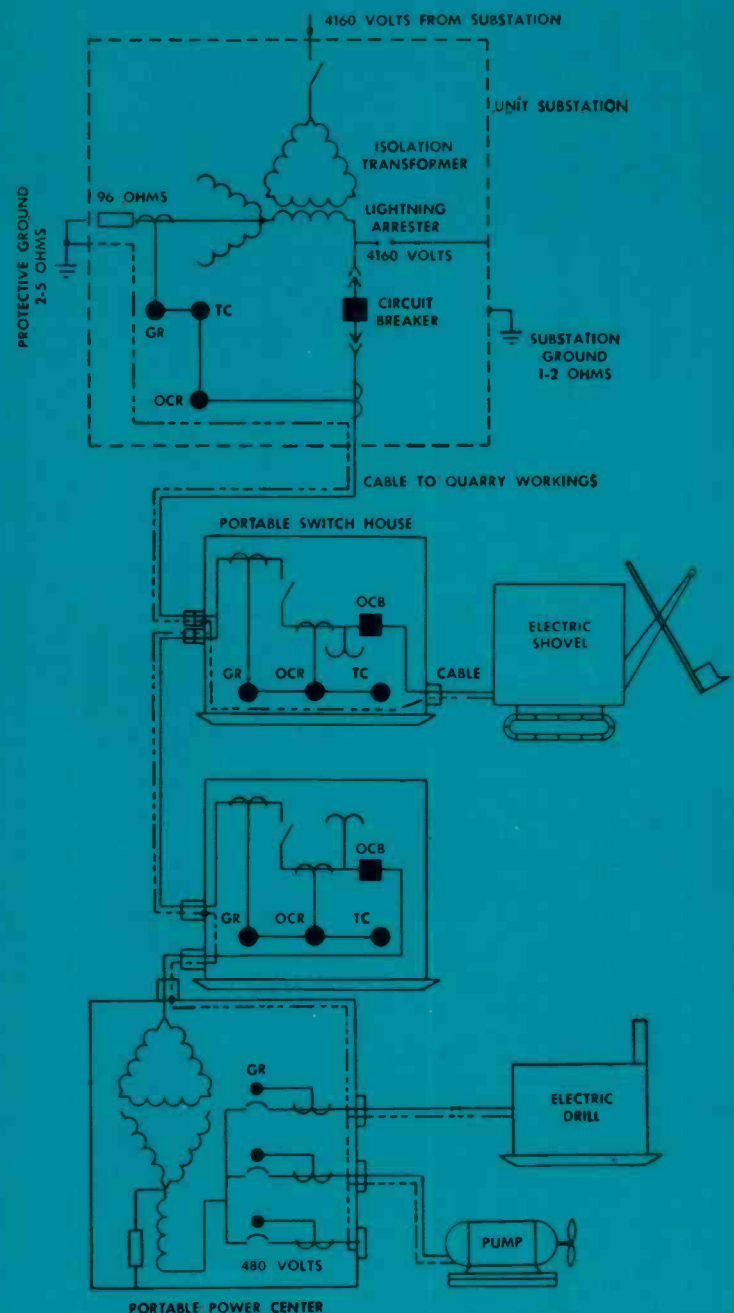 4160 VOLTS FROM SUBSTATION
UNIT SUBSTATION
ISOLATION
TRANSFORMER
96 OHMS
LIGHTNING
ARRESTER
4160 VOLTS
PROTECTIVE GROUND
2-5 OHMS
GR
TC
CIRCUIT
BREAKER
SUBSTATION
GROUND
1-2 OHMS
OCR
CABLE TO QUARRY WORKINGS
PORTABLE SWITCH HOUSE
OCB
ELECTRIC
SHOVEL
GR
OCR
TC
CABLE
OCB
GR
OCR
TC
GR
ELECTRIC
DRILL
PUMP
480 VOLTS
PORTABLE POWER CENTER